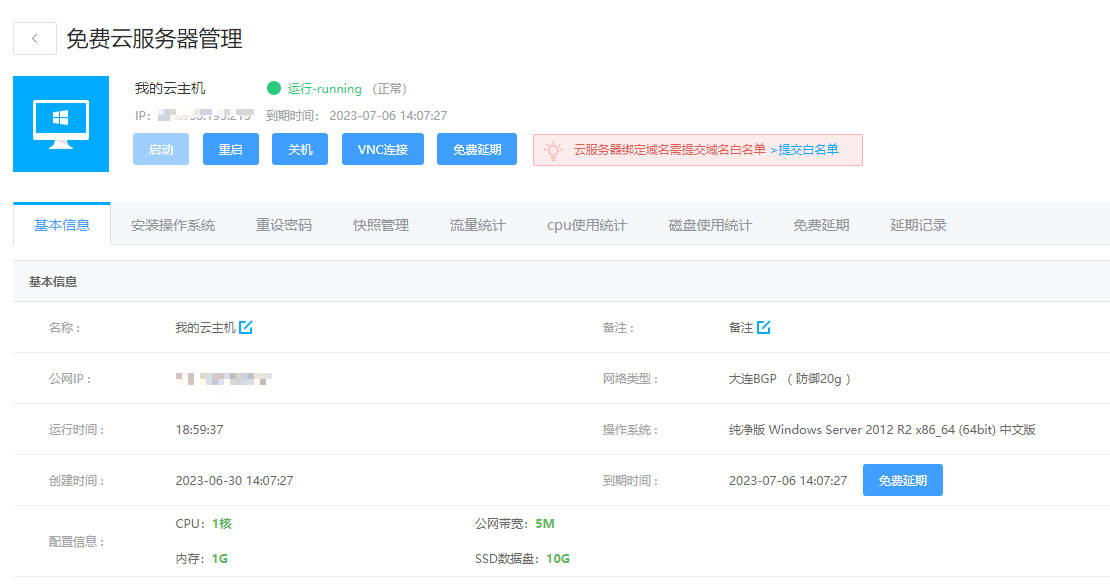 免费云服务器管理
我的云主机 运行-running (正常)
IP: 到期时间: 2023-07-06 14:07:27
启动 重启 关机 VNC连接 免费延期 云服务器绑定域名需提交域名白名单 >提交白名单
基本信息 安装操作系统 重设密码 快照管理 流量统计 cpu使用统计 磁盘使用统计 免费延期 延期记录
基本信息
名称: 我的云主机 备注: 备注
公网IP: 网络类型: 大连BGP (防御20g)
运行时间: 18:59:37 操作系统: 纯净版 Windows Server 2012 R2 x86_64 (64bit) 中文版
创建时间: 2023-06-30 14:07:27 到期时间: 2023-07-06 14:07:27 免费延期
配置信息:
CPU: 1核 公网带宽: 5M
内存: 1G SSD数据盘: 10G